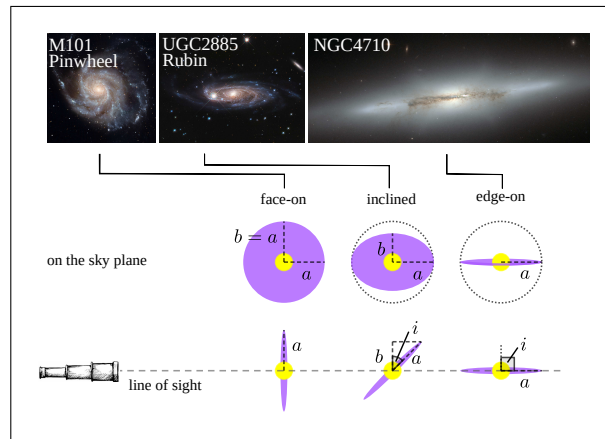 M101
Pinwheel
UGC2885
Rubin
NGC4710
face-on
inclined
edge-on
on the sky plane
b = a
a
b
a
a
line of sight
a
b
i
a
i
a